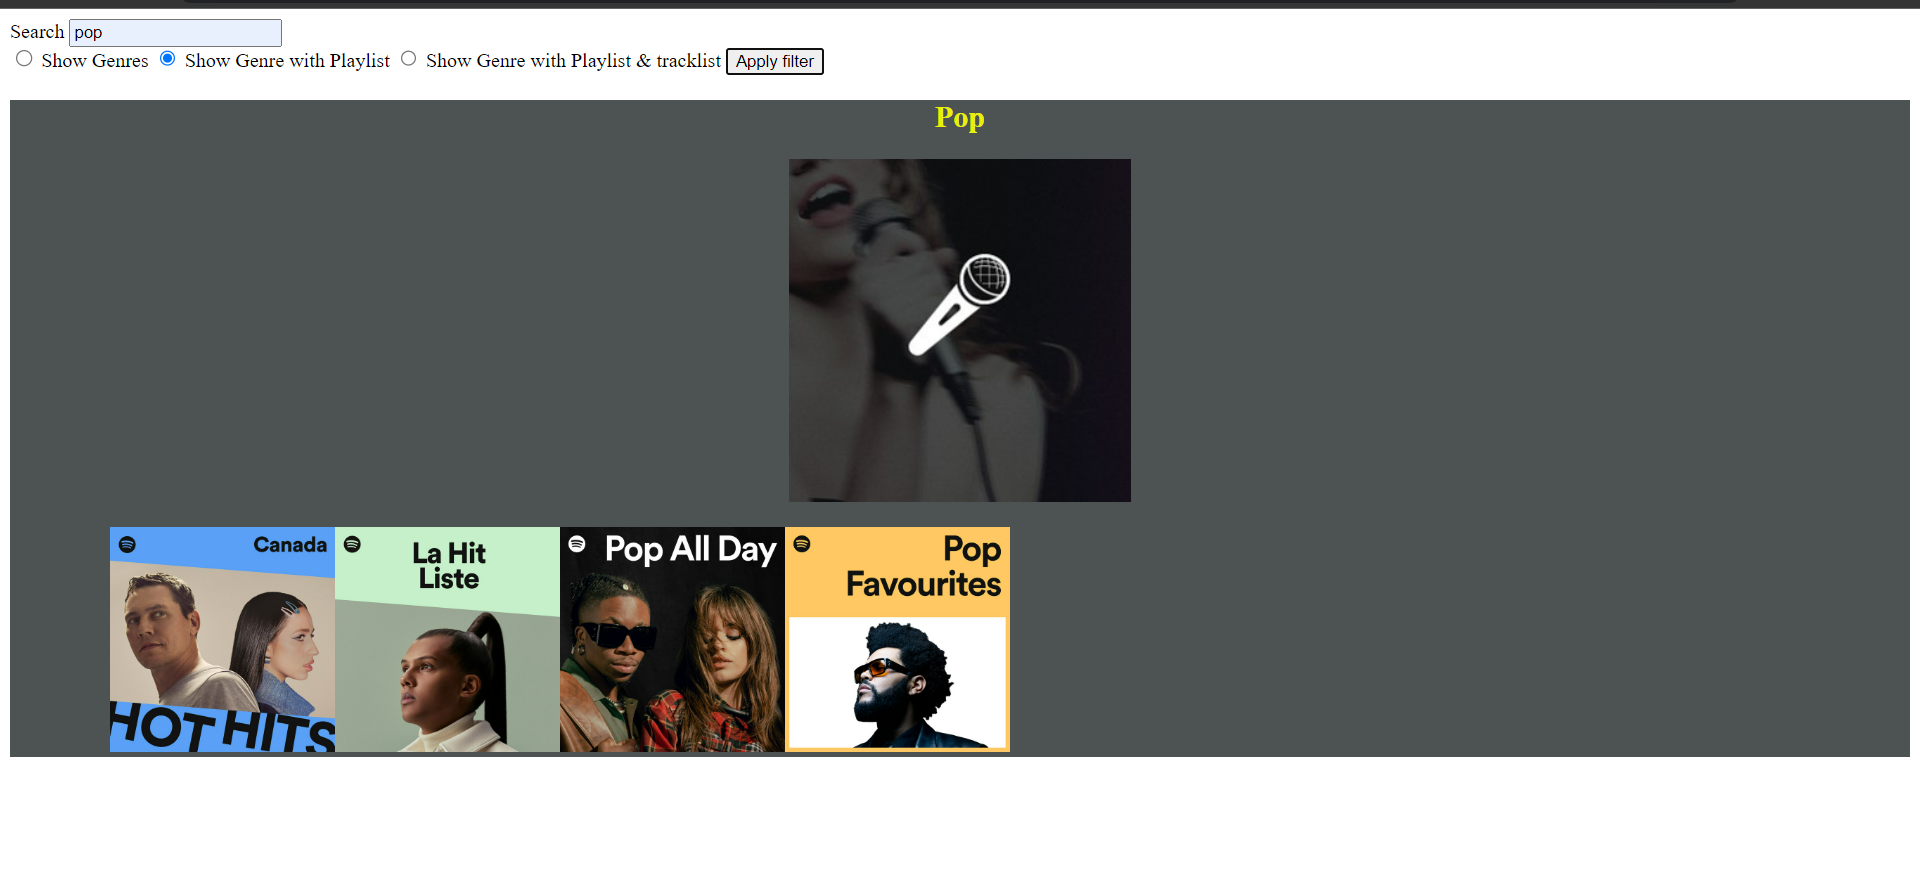 Search pop
Show Genres Show Genre with Playlist Show Genre with Playlist & tracklist Apply filter
Pop
Canada
HOT HITS
La Hit
Liste
Pop All Day
Pop
Favourites